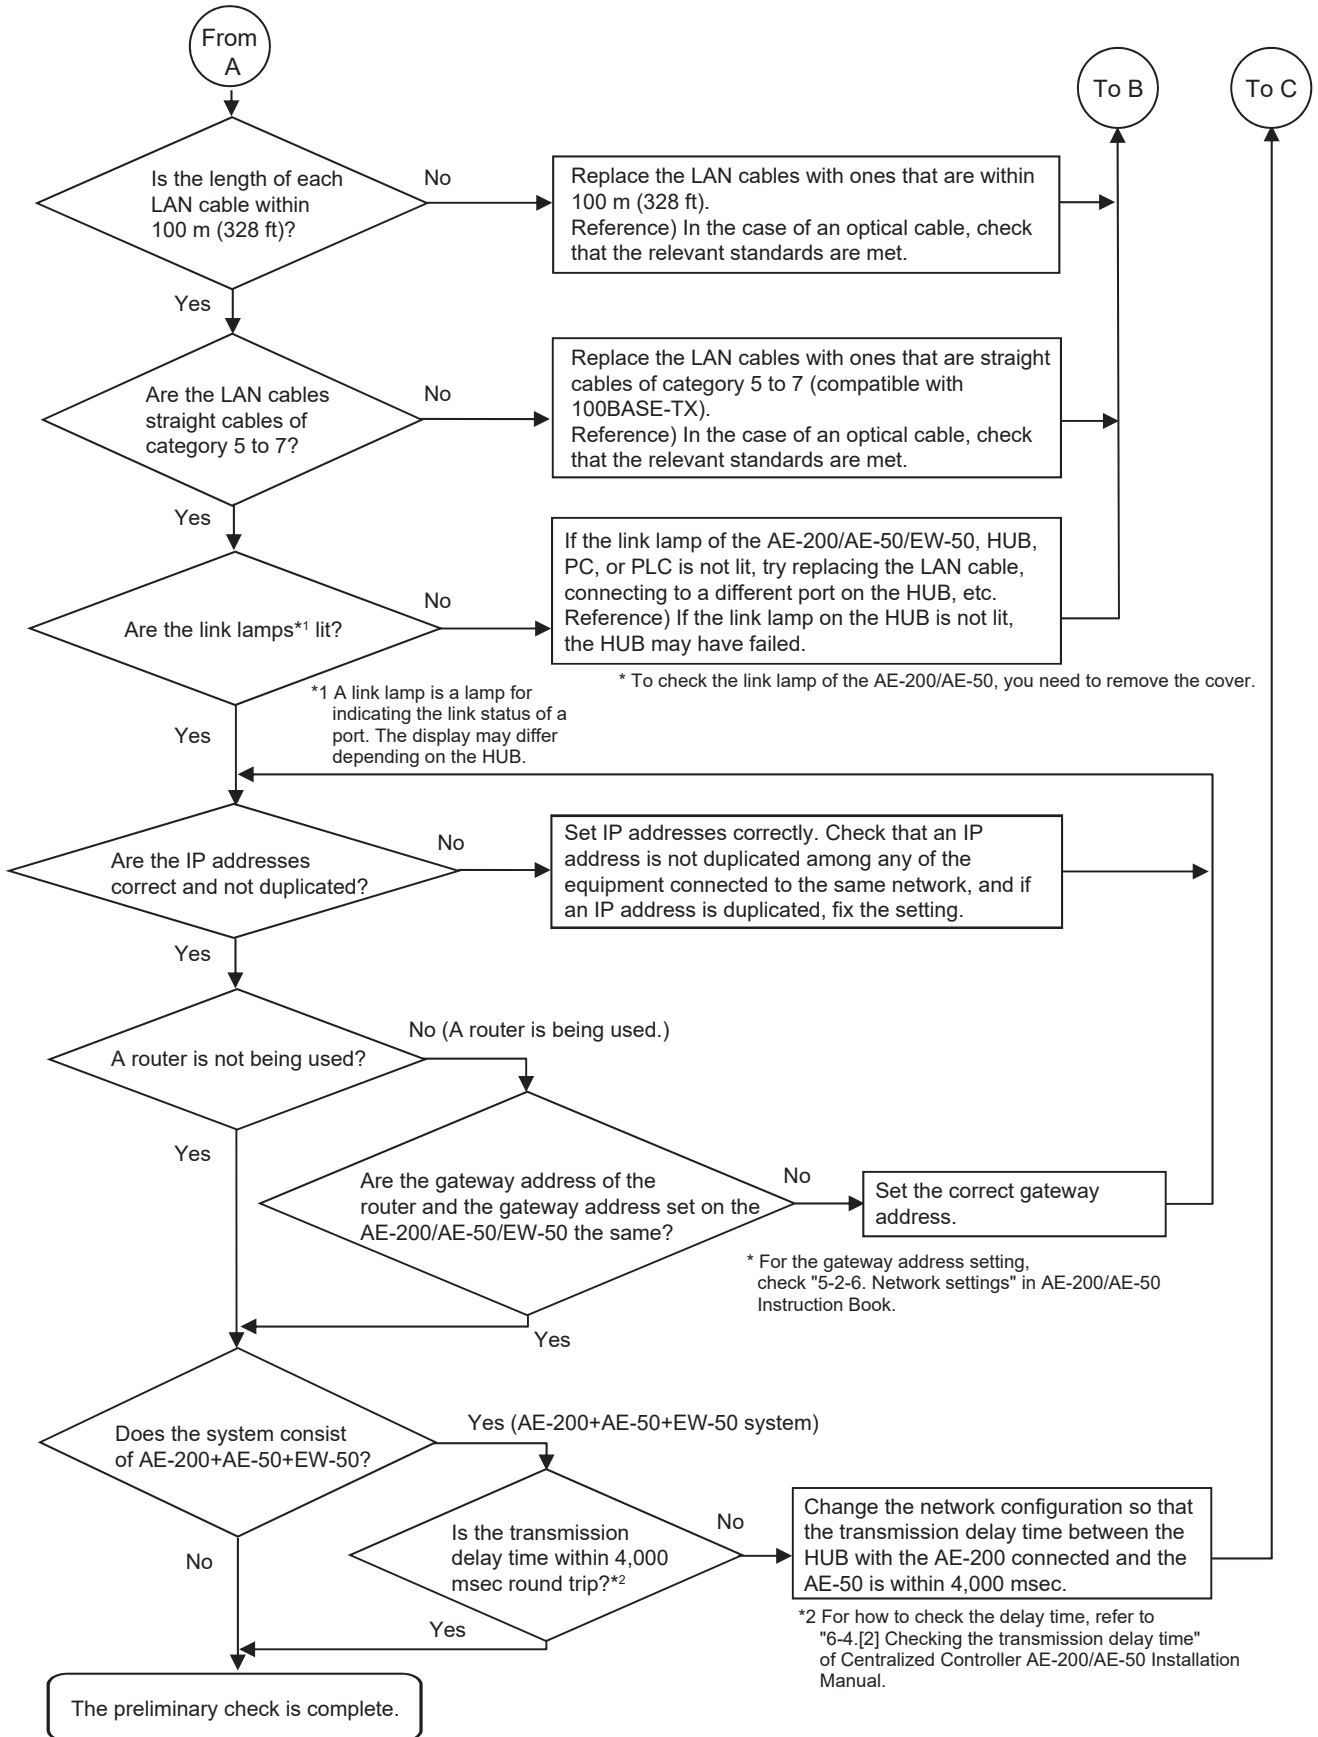 From
A
To B
To C
Is the length of each
LAN cable within
100 m (328 ft)?
No
Replace the LAN cables with ones that are within
100 m (328 ft).
Reference) In the case of an optical cable, check
that the relevant standards are met.
Yes
Are the LAN cables
straight cables of
category 5 to 7?
No
Replace the LAN cables with ones that are straight
cables of category 5 to 7 (compatible with
100BASE-TX).
Reference) In the case of an optical cable, check
that the relevant standards are met.
Yes
Are the link lamps*1 lit?
No
If the link lamp of the AE-200/AE-50/EW-50, HUB,
PC, or PLC is not lit, try replacing the LAN cable,
connecting to a different port on the HUB, etc.
Reference) If the link lamp on the HUB is not lit,
the HUB may have failed.
* To check the link lamp of the AE-200/AE-50, you need to remove the cover.
*1 A link lamp is a lamp for
indicating the link status of a
port. The display may differ
depending on the HUB.
Yes
Are the IP addresses
correct and not duplicated?
No
Set IP addresses correctly. Check that an IP
address is not duplicated among any of the
equipment connected to the same network, and if
an IP address is duplicated, fix the setting.
Yes
A router is not being used?
No (A router is being used.)
Yes
Are the gateway address of the
router and the gateway address set on the
AE-200/AE-50/EW-50 the same?
No
Set the correct gateway
address.
* For the gateway address setting,
check "5-2-6. Network settings" in AE-200/AE-50
Instruction Book.
Yes
Does the system consist
of AE-200+AE-50+EW-50?
Yes (AE-200+AE-50+EW-50 system)
No
Is the transmission
delay time within 4,000
msec round trip?*2
No
Change the network configuration so that
the transmission delay time between the
HUB with the AE-200 connected and the
AE-50 is within 4,000 msec.
*2 For how to check the delay time, refer to
"6-4.[2] Checking the transmission delay time"
of Centralized Controller AE-200/AE-50 Installation
Manual.
Yes
The preliminary check is complete.